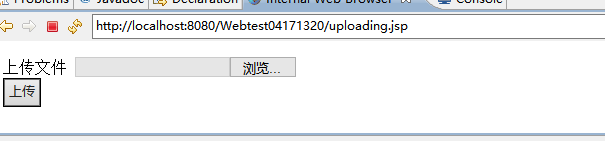 Problems Javadoc Declaration Internal Web Browser Console
http://localhost:8080/Webtest04171320/uploading.jsp
上传文件 浏览...
上传